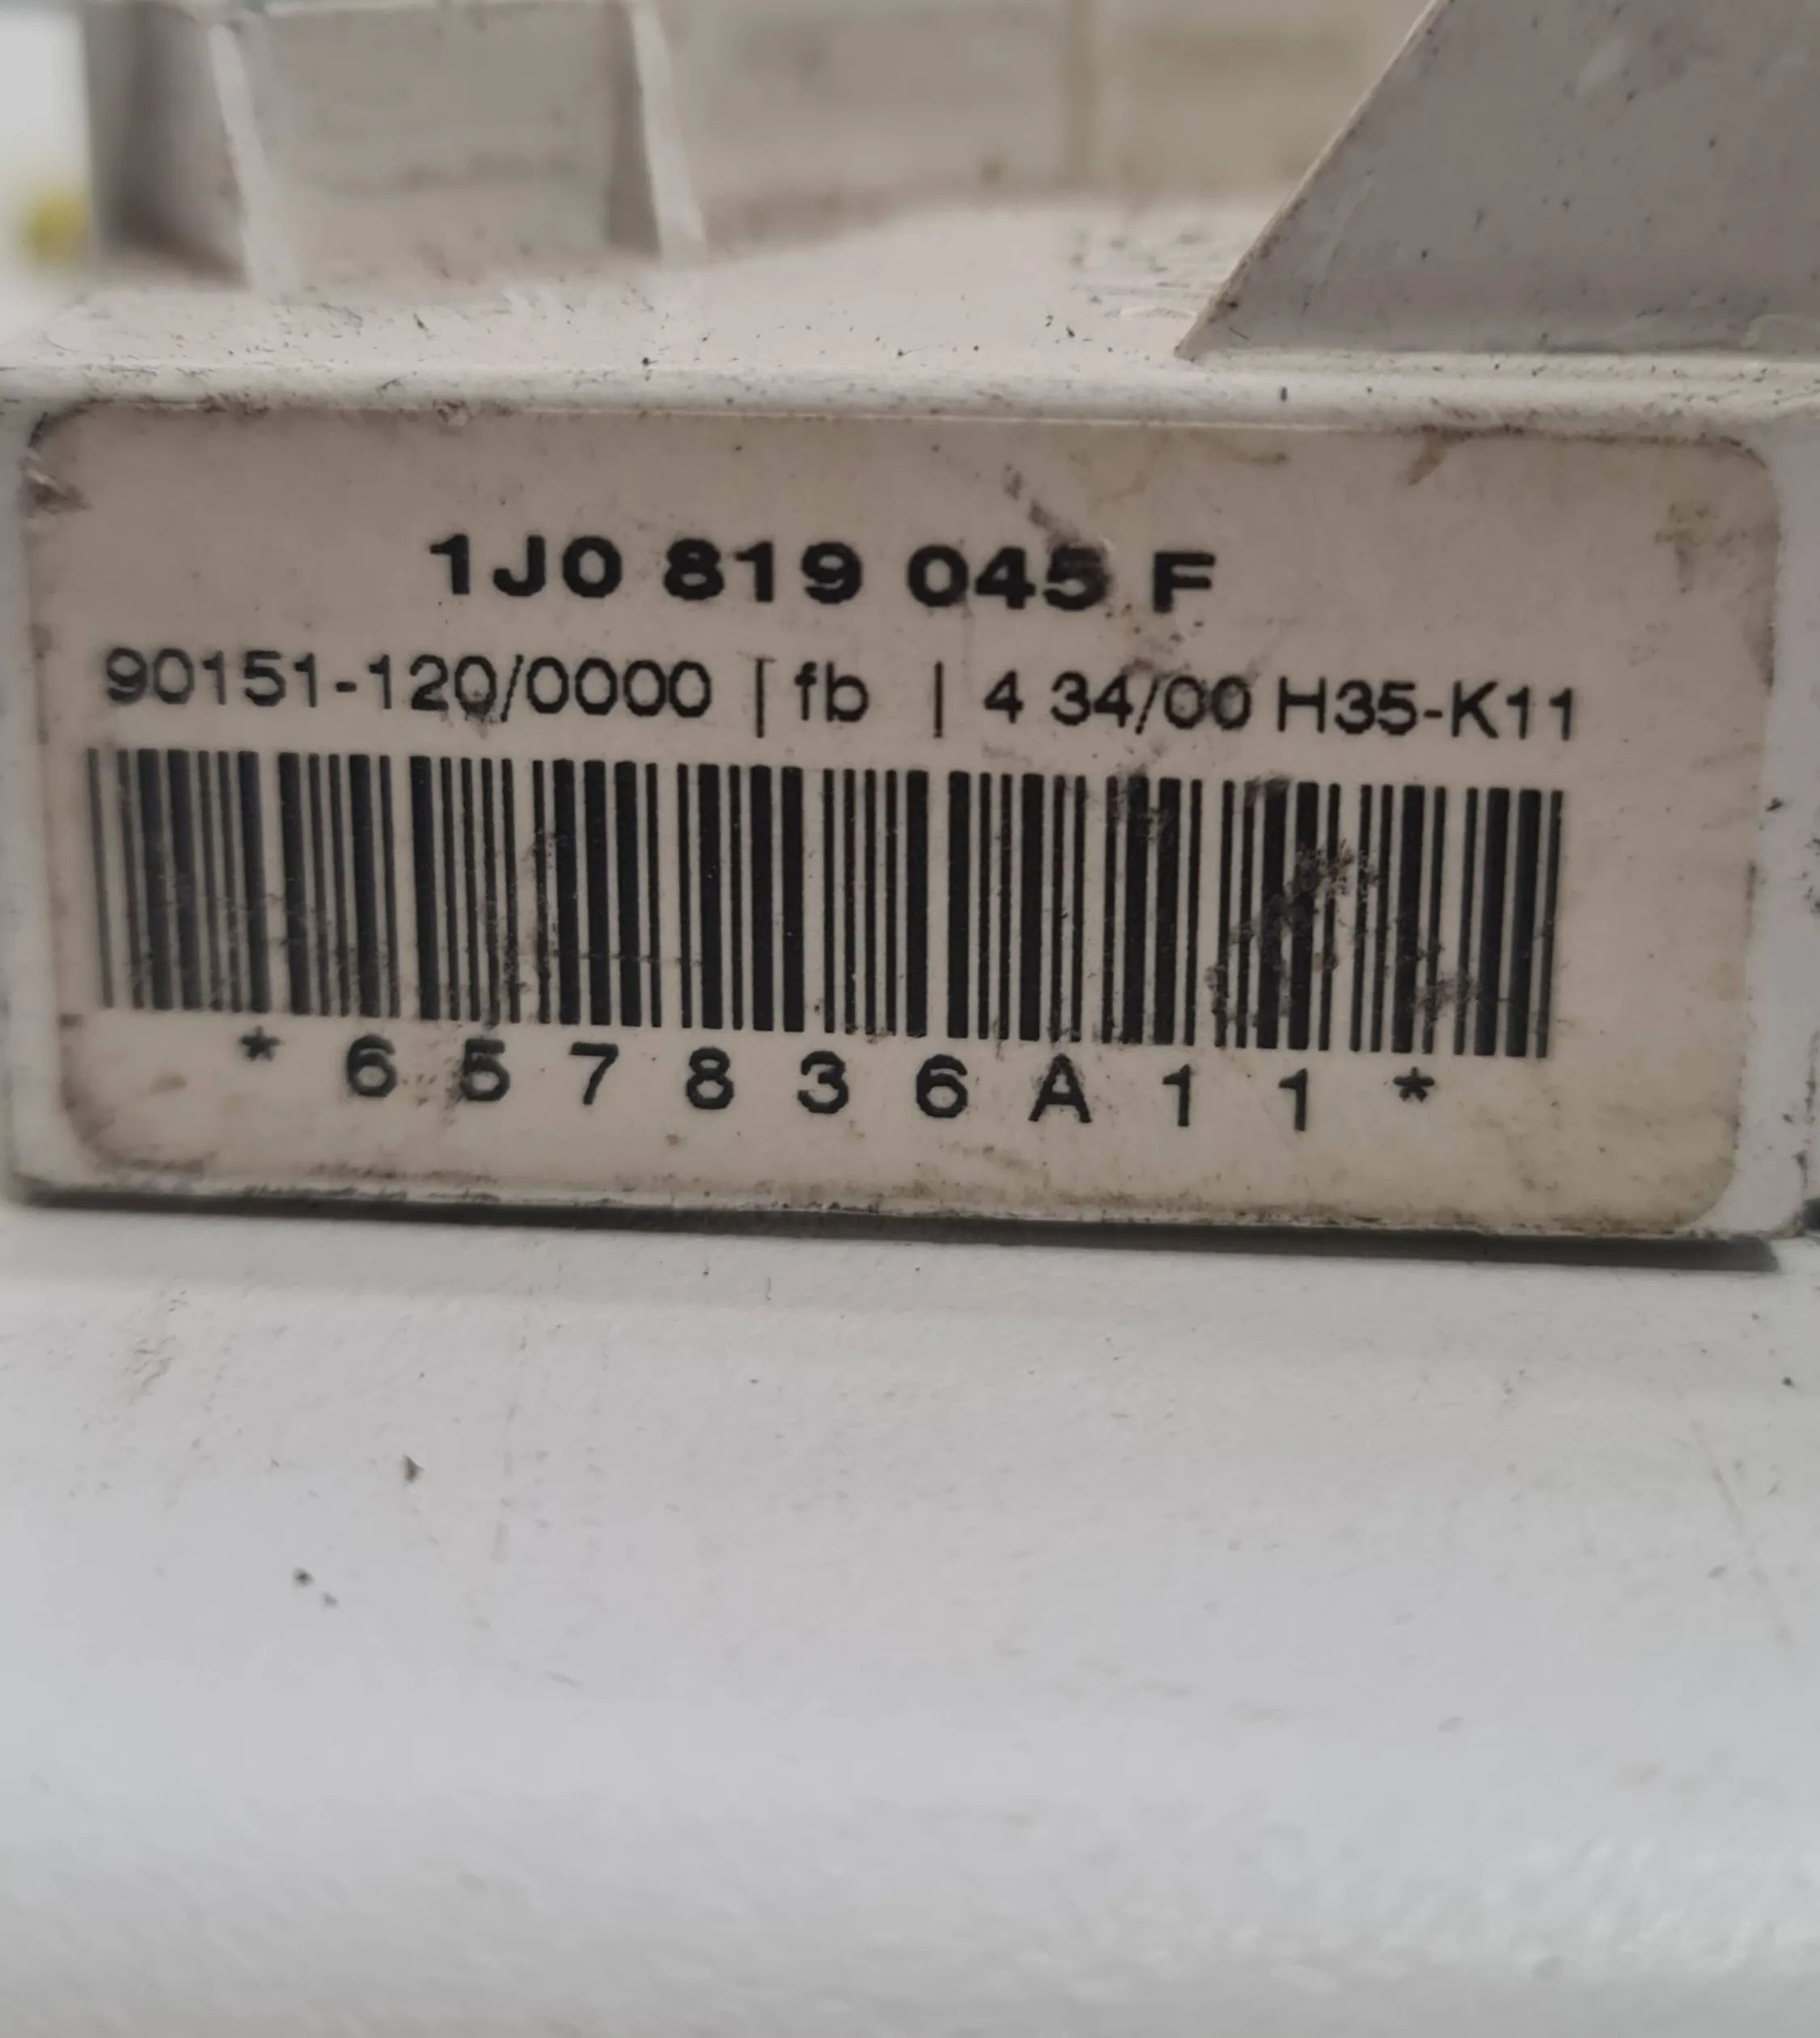 1J0 819 045 F
90151-120/0000 | fb | 4 34/00 H35-K11
*657836A11*